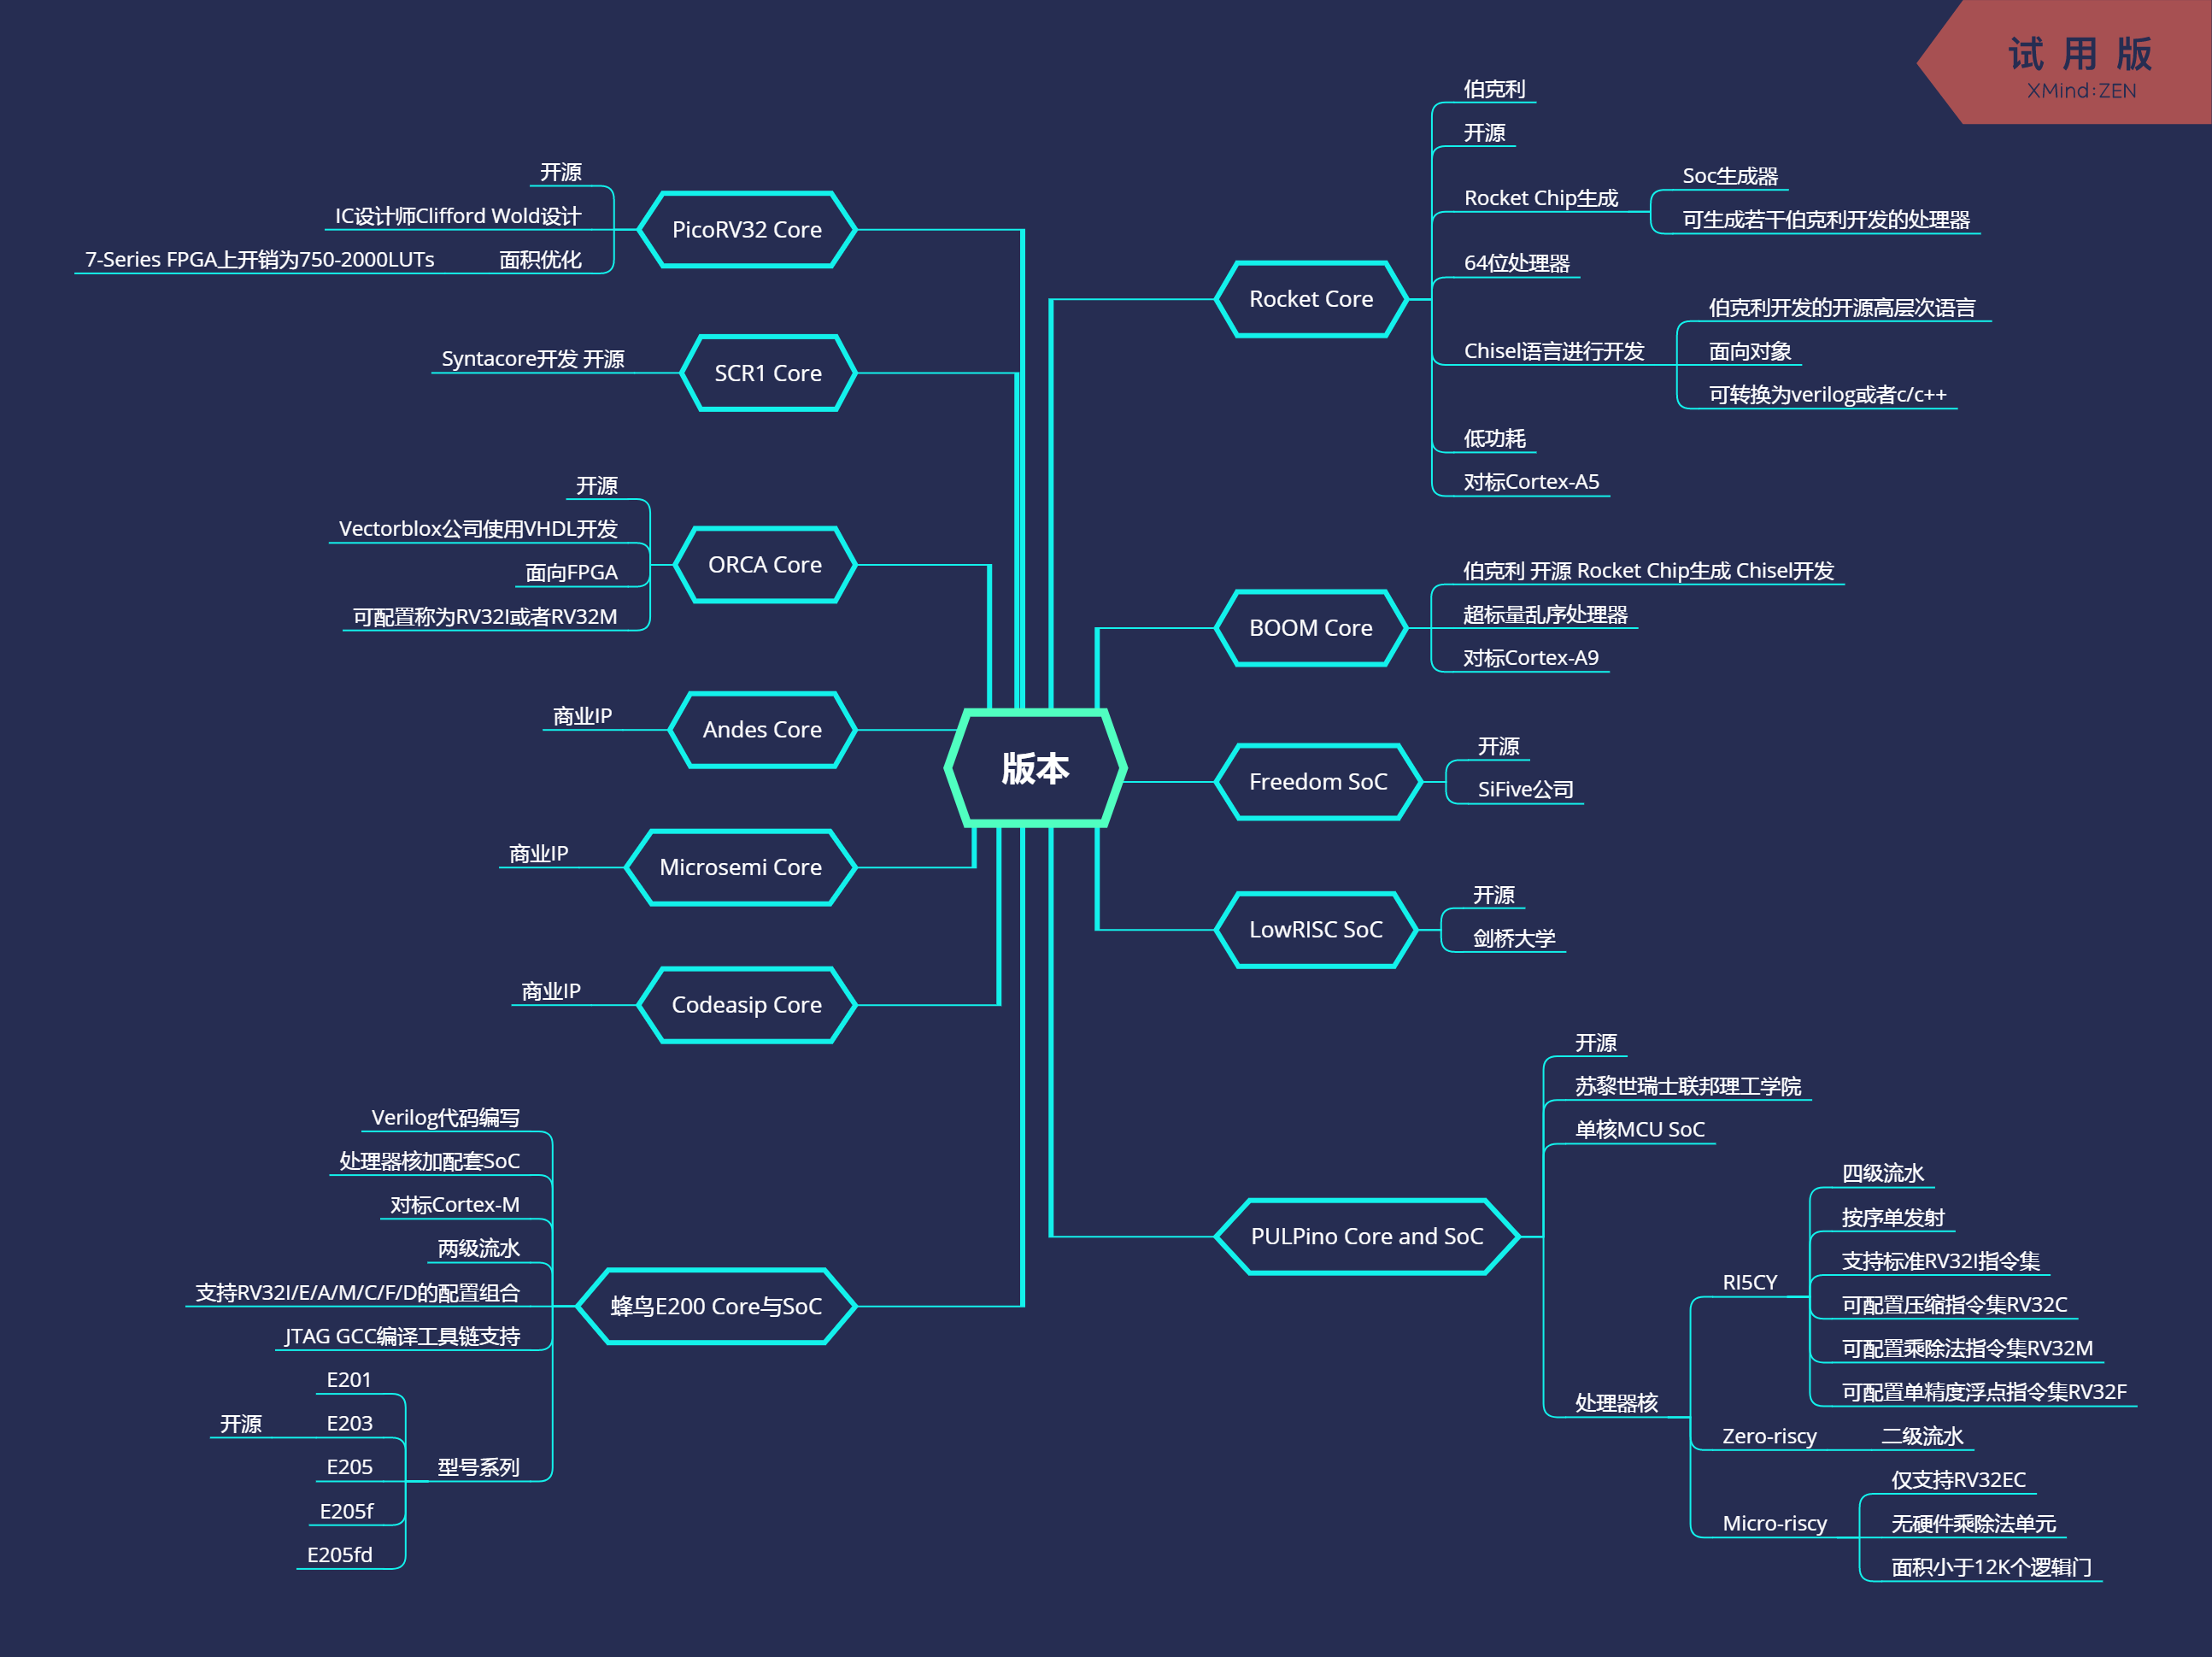 试用版
XMind:ZEN
版本
Rocket Core
伯克利
开源
Rocket Chip生成
Soc生成器
可生成若干伯克利开发的处理器
64位处理器
Chisel语言进行开发
伯克利开发的开源高层次语言
面向对象
可转换为verilog或者c/c++
低功耗
对标Cortex-A5
BOOM Core
伯克利 开源 Rocket Chip生成 Chisel开发
超标量乱序处理器
对标Cortex-A9
Freedom SoC
开源
SiFive公司
LowRISC SoC
开源
剑桥大学
PULPino Core and SoC
开源
苏黎世瑞士联邦理工学院
单核MCU SoC
处理器核
RI5CY
四级流水
按序单发射
支持标准RV32I指令集
可配置压缩指令集RV32C
可配置乘除法指令集RV32M
可配置单精度浮点指令集RV32F
Zero-riscy
二级流水
Micro-riscy
仅支持RV32EC
无硬件乘除法单元
面积小于12K个逻辑门
PicoRV32 Core
开源
IC设计师Clifford Wold设计
面积优化
7-Series FPGA上开销为750-2000LUTs
SCR1 Core
Syntacore开发 开源
ORCA Core
开源
Vectorblox公司使用VHDL开发
面向FPGA
可配置称为RV32I或者RV32M
Andes Core
商业IP
Microsemi Core
商业IP
Codeasip Core
商业IP
蜂鸟E200 Core与SoC
Verilog代码编写
处理器核加配套SoC
对标Cortex-M
两级流水
支持RV32I/E/A/M/C/F/D的配置组合
JTAG GCC编译工具链支持
型号系列
E201
E203
开源
E205
E205f
E205fd